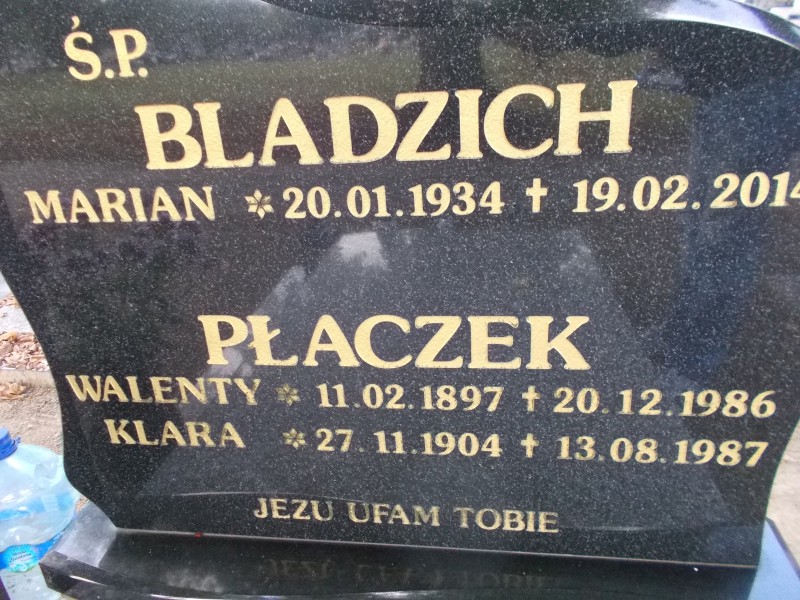 Ś.P.
BLADZICH
MARIAN ✲ 20.01.1934 ✝ 19.02.2014
PŁACZEK
WALENTY ✲ 11.02.1897 ✝ 20.12.1986
KLARA ✲ 27.11.1904 ✝ 13.08.1987
JEZU UFAM TOBIE